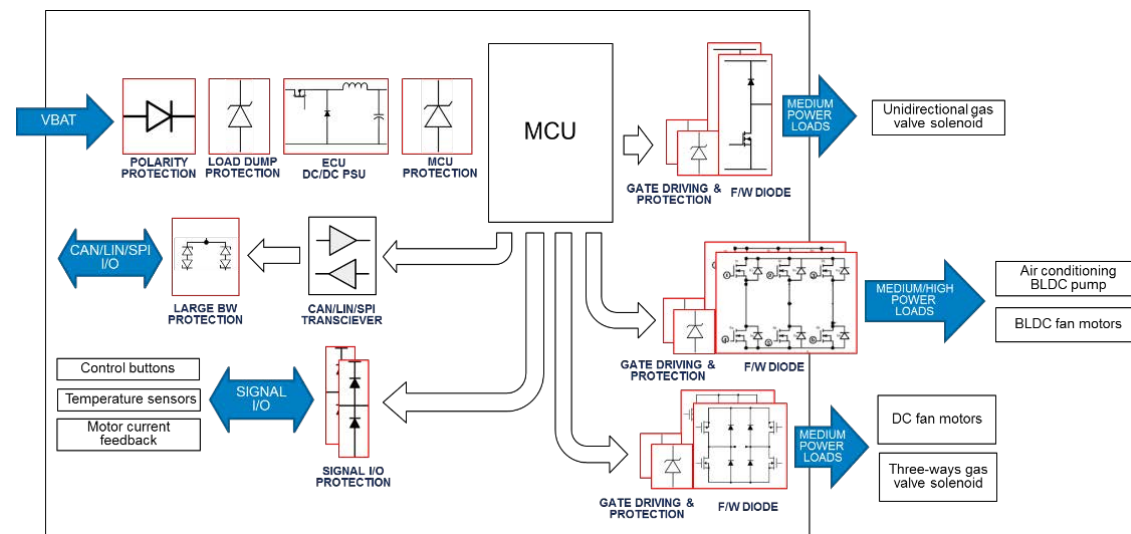 VBAT
POLARITY
PROTECTION
LOAD DUMP
PROTECTION
ECU
DC/DC PSU
MCU
PROTECTION
MCU
GATE DRIVING &
PROTECTION
F/W DIODE
MEDIUM
POWER
LOADS
Unidirectional gas
valve solenoid
CAN/LIN/SPI
I/O
LARGE BW
PROTECTION
CAN/LIN/SPI
TRANSCIEVER
GATE DRIVING &
PROTECTION
F/W DIODE
MEDIUM/HIGH
POWER
LOADS
Air conditioning
BLDC pump
BLDC fan motors
Control buttons
Temperature sensors
Motor current
feedback
SIGNAL
I/O
SIGNAL I/O
PROTECTION
GATE DRIVING &
PROTECTION
F/W DIODE
MEDIUM
POWER
LOADS
DC fan motors
Three-ways gas
valve solenoid